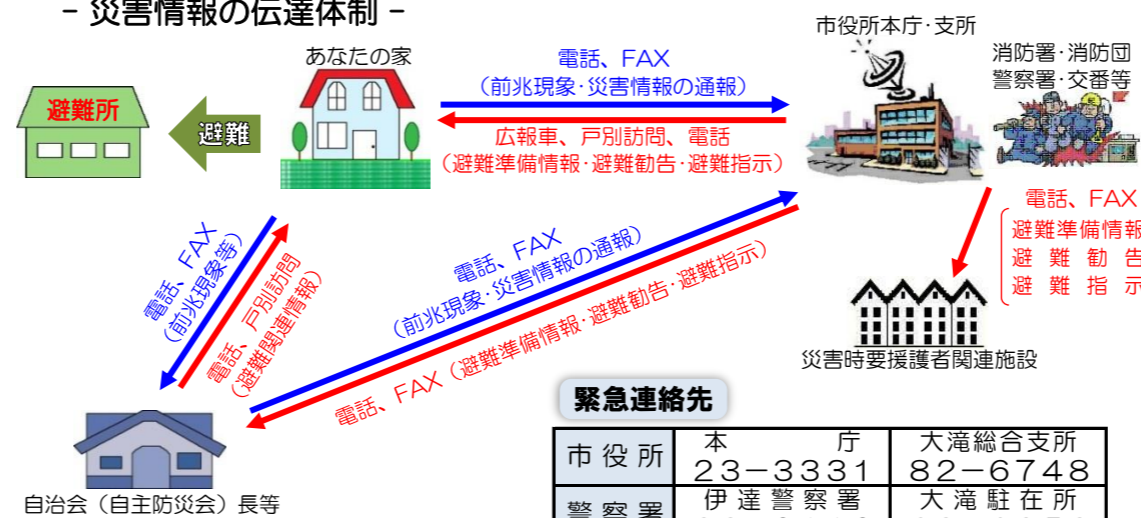 - 災害情報の伝達体制 -
市役所本庁・支所
あなたの家
電話、FAX
（前兆現象・災害情報の通報）
消防署・消防団
警察署・交番等
避難所
避難
広報車、戸別訪問、電話
（避難準備情報・避難勧告・避難指示）
電話、FAX
避難準備情報
避難勧告
避難指示
電話、FAX
（前兆現象等）
電話、戸別訪問
（避難関連情報）
電話、FAX
（前兆現象・災害情報の通報）
電話、FAX（避難準備情報・避難勧告・避難指示）
災害時要援護者関連施設
自治会（自主防災会）長等
緊急連絡先
市役所 本庁 大滝総合支所
23-3331 82-6748
警察署 伊達警察署 大滝駐在所